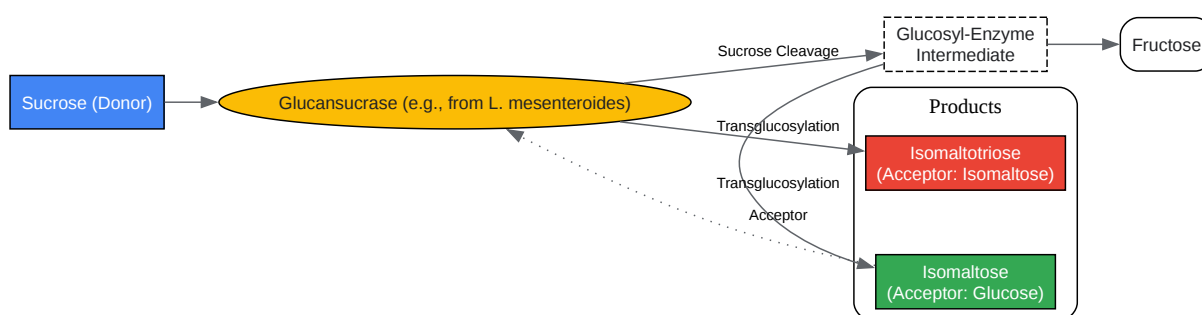 Sucrose (Donor)
Glucansucrase (e.g., from L. mesenteroides)
Sucrose Cleavage
Glucosyl-Enzyme
Intermediate
Fructose
Products
Transglucosylation
Isomaltotriose
(Acceptor: Isomaltose)
Transglucosylation
Acceptor
Isomaltose
(Acceptor: Glucose)